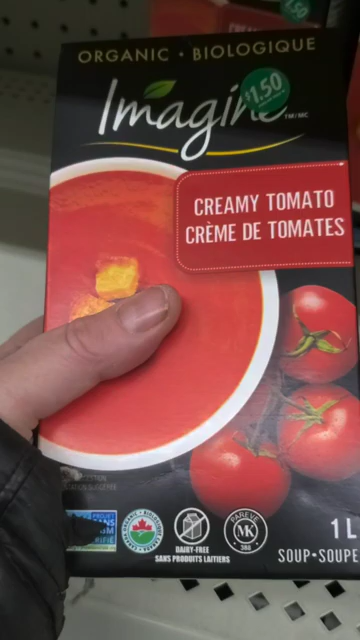 ORGANIC • BIOLOGIQUE
Imagine TM/MC
$1.50
CREAMY TOMATO
CRÈME DE TOMATES
DAIRY-FREE
SANS PRODUITS LAITIERS
PAREVE
MK
1 L
SOUP • SOUPE